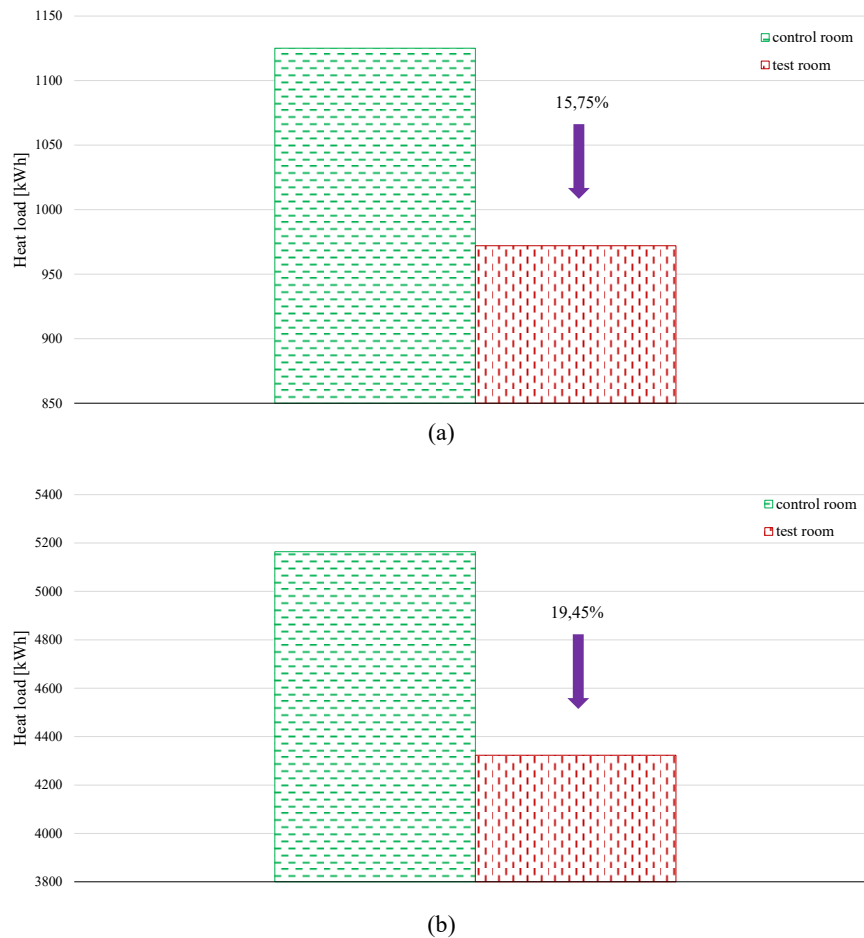 1150
1100
1050
1000
950
900
850
Heat load [kWh]
control room
test room
15,75%
(a)
5400
5200
5000
4800
4600
4400
4200
4000
3800
Heat load [kWh]
control room
test room
19,45%
(b)